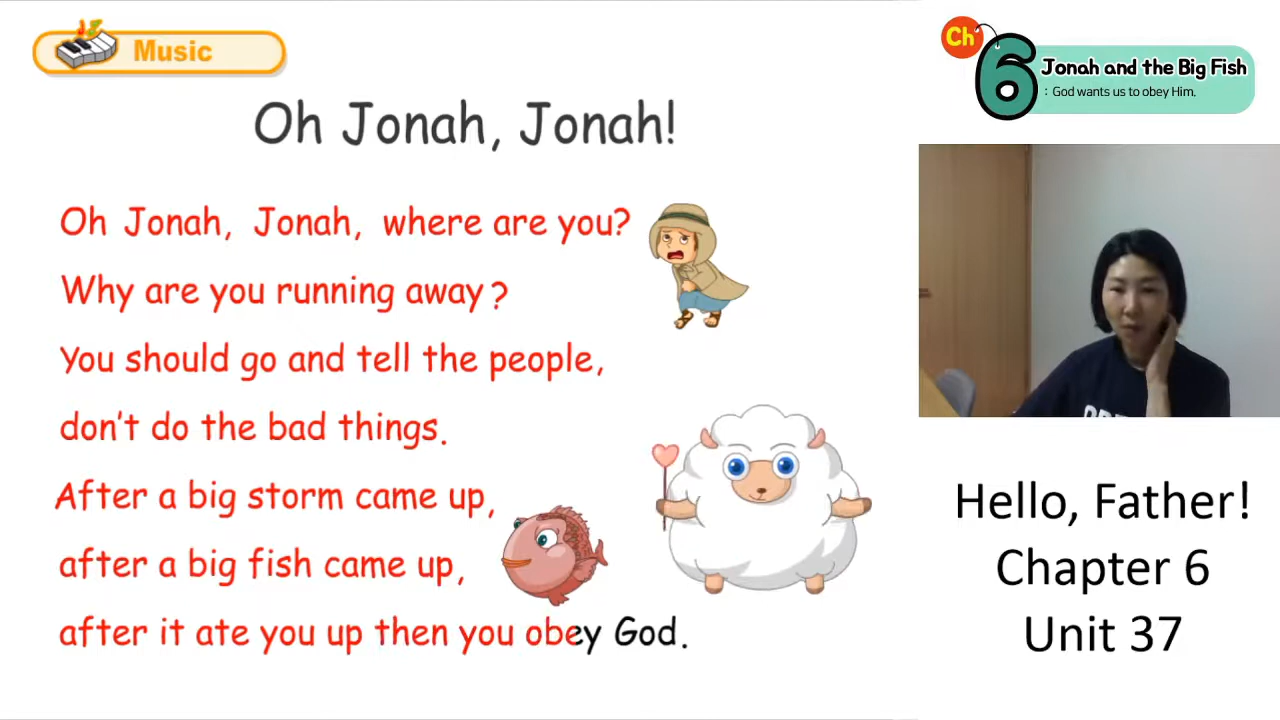 Music
Oh Jonah, Jonah!
Oh Jonah, Jonah, where are you?
Why are you running away?
You should go and tell the people,
don't do the bad things.
After a big storm came up,
after a big fish came up,
after it ate you up then you obey God.
Ch 6
Jonah and the Big Fish
: God wants us to obey Him.
Hello, Father!
Chapter 6
Unit 37